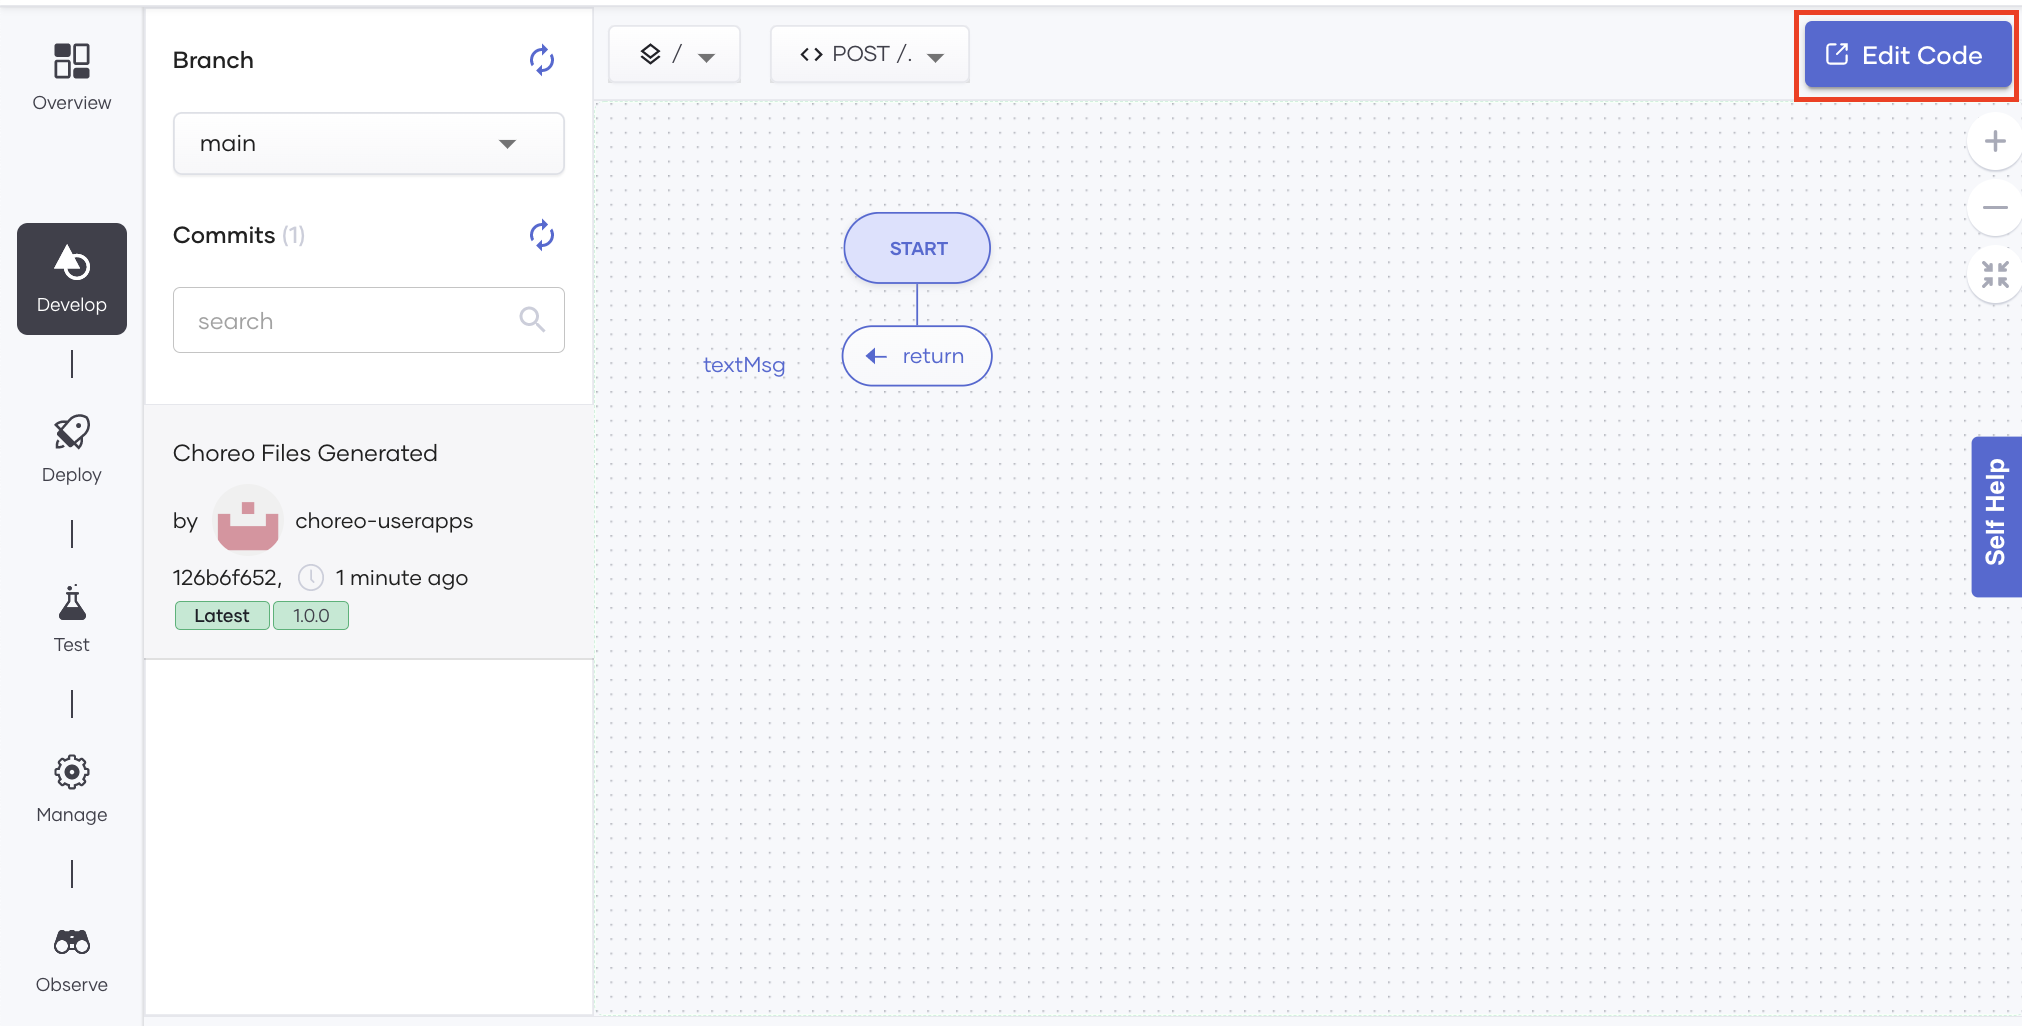 Overview
Develop
Deploy
Test
Manage
Observe
Branch
main
Commits (1)
search
Choreo Files Generated
by choreo-userapps
126b6f652, 1 minute ago
Latest 1.0.0
/
POST /.
Edit Code
START
textMsg
return
Self Help